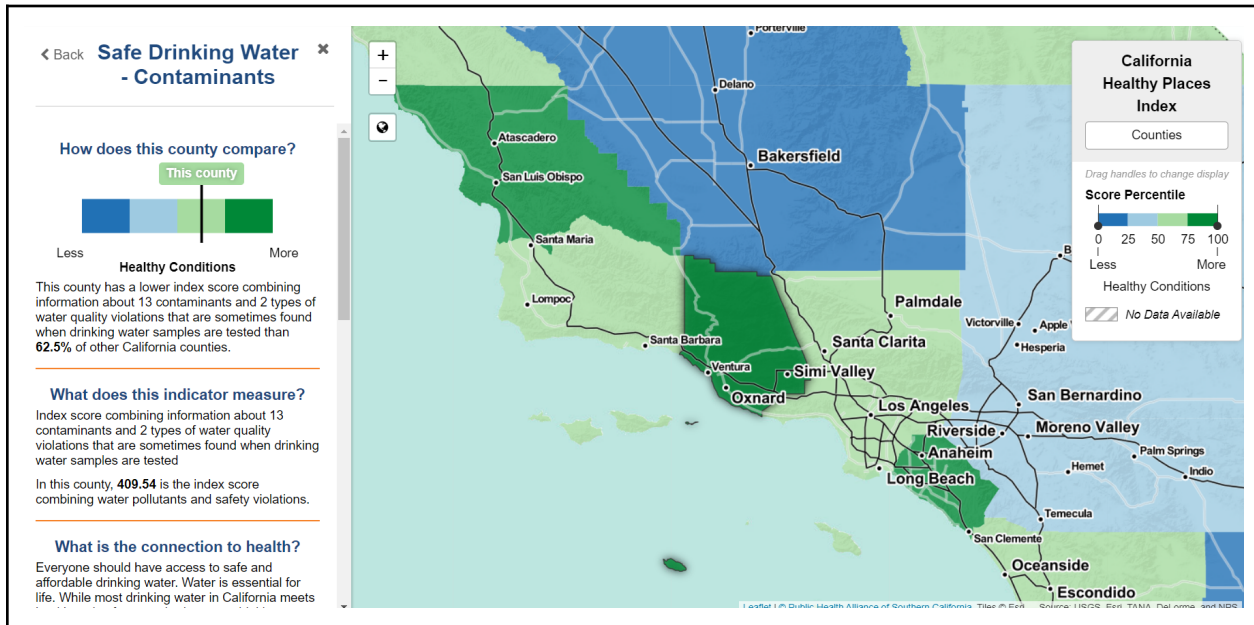 Back
Safe Drinking Water
- Contaminants
How does this county compare?
This county
Less
More
Healthy Conditions
This county has a lower index score combining
information about 13 contaminants and 2 types of
water quality violations that are sometimes found
when drinking water samples are tested than
62.5% of other California counties.
What does this indicator measure?
Index score combining information about 13
contaminants and 2 types of water quality
violations that are sometimes found when drinking
water samples are tested
In this county, 409.54 is the index score
combining water pollutants and safety violations.
What is the connection to health?
Everyone should have access to safe and
affordable drinking water. Water is essential for
life. While most drinking water in California meets
+
−
Porterville
Delano
Bakersfield
Atascadero
San Luis Obispo
Santa Maria
Lompoc
Santa Barbara
Ventura
Oxnard
Simi Valley
Santa Clarita
Palmdale
Victorville
Apple
Hesperia
Los Angeles
San Bernardino
Riverside
Moreno Valley
Anaheim
Palm Springs
Hemet
Indio
Long Beach
Temecula
San Clemente
Oceanside
Escondido
California
Healthy Places
Index
Counties
Drag handles to change display
Score Percentile
0 25 50 75 100
Less
More
Healthy Conditions
No Data Available
Leaflet | © Public Health Alliance of Southern California, Tiles © Esri — Source: USGS, Esri, TANA, DeLorme, and NPS